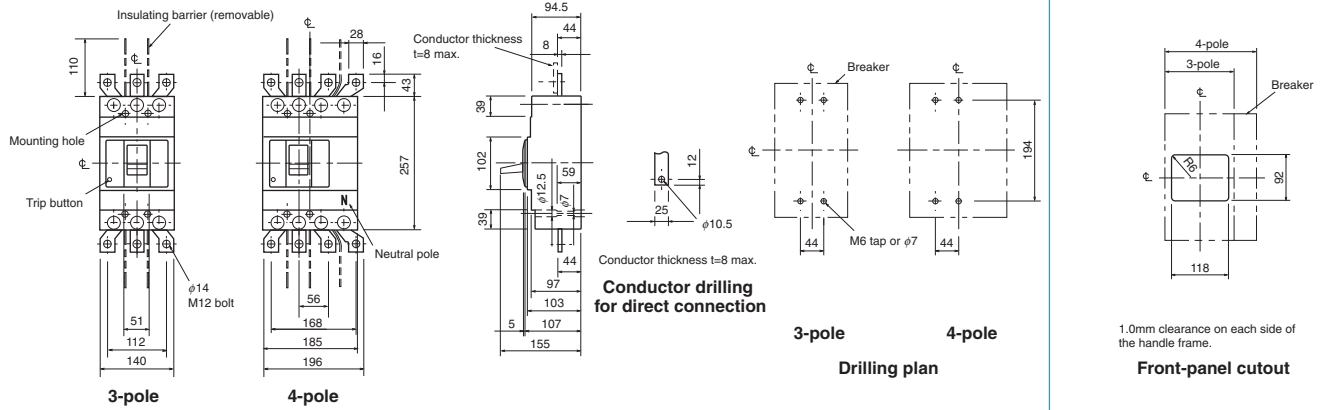 Insulating barrier (removable)
℄
℄
110
28
16
43
Mounting hole
℄
257
Trip button
N
Neutral pole
φ14
M12 bolt
51
112
140
56
168
185
196
3-pole
4-pole
94.5
44
8
Conductor thickness
t=8 max.
39
102
59
φ12.5
φ7
39
44
97
103
5
107
155
12
25
φ10.5
Conductor thickness t=8 max.
Conductor drilling
for direct connection
℄
Breaker
℄
℄
194
M6 tap or φ7
44
44
3-pole
4-pole
Drilling plan
4-pole
3-pole
℄
Breaker
℄
R6
92
118
1.0mm clearance on each side of
the handle frame.
Front-panel cutout